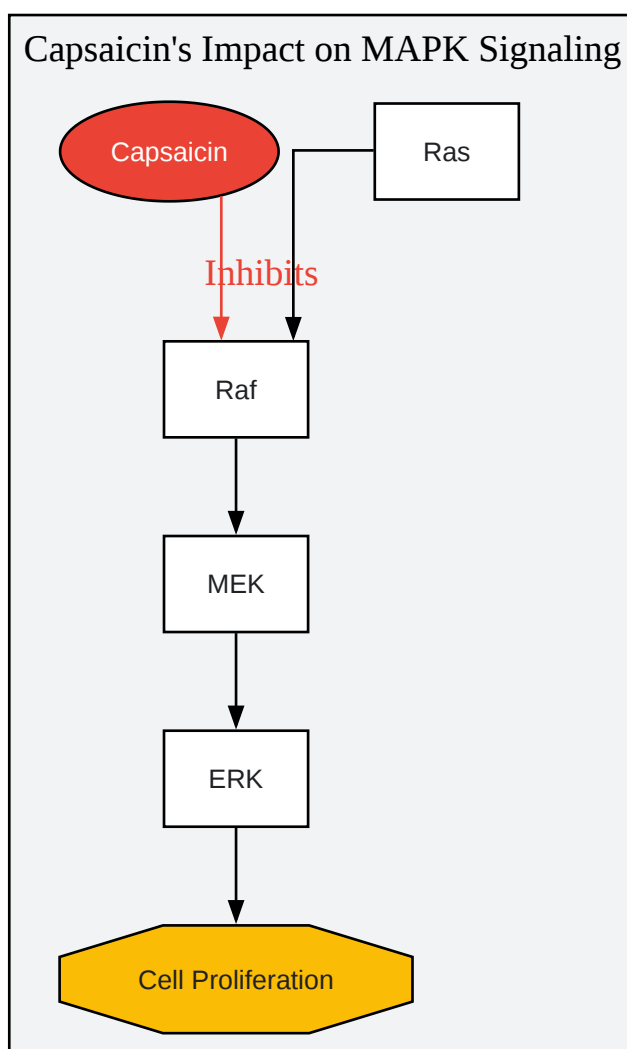 Capsaicin's Impact on MAPK Signaling
Capsaicin
Ras
Inhibits
Raf
MEK
ERK
Cell Proliferation